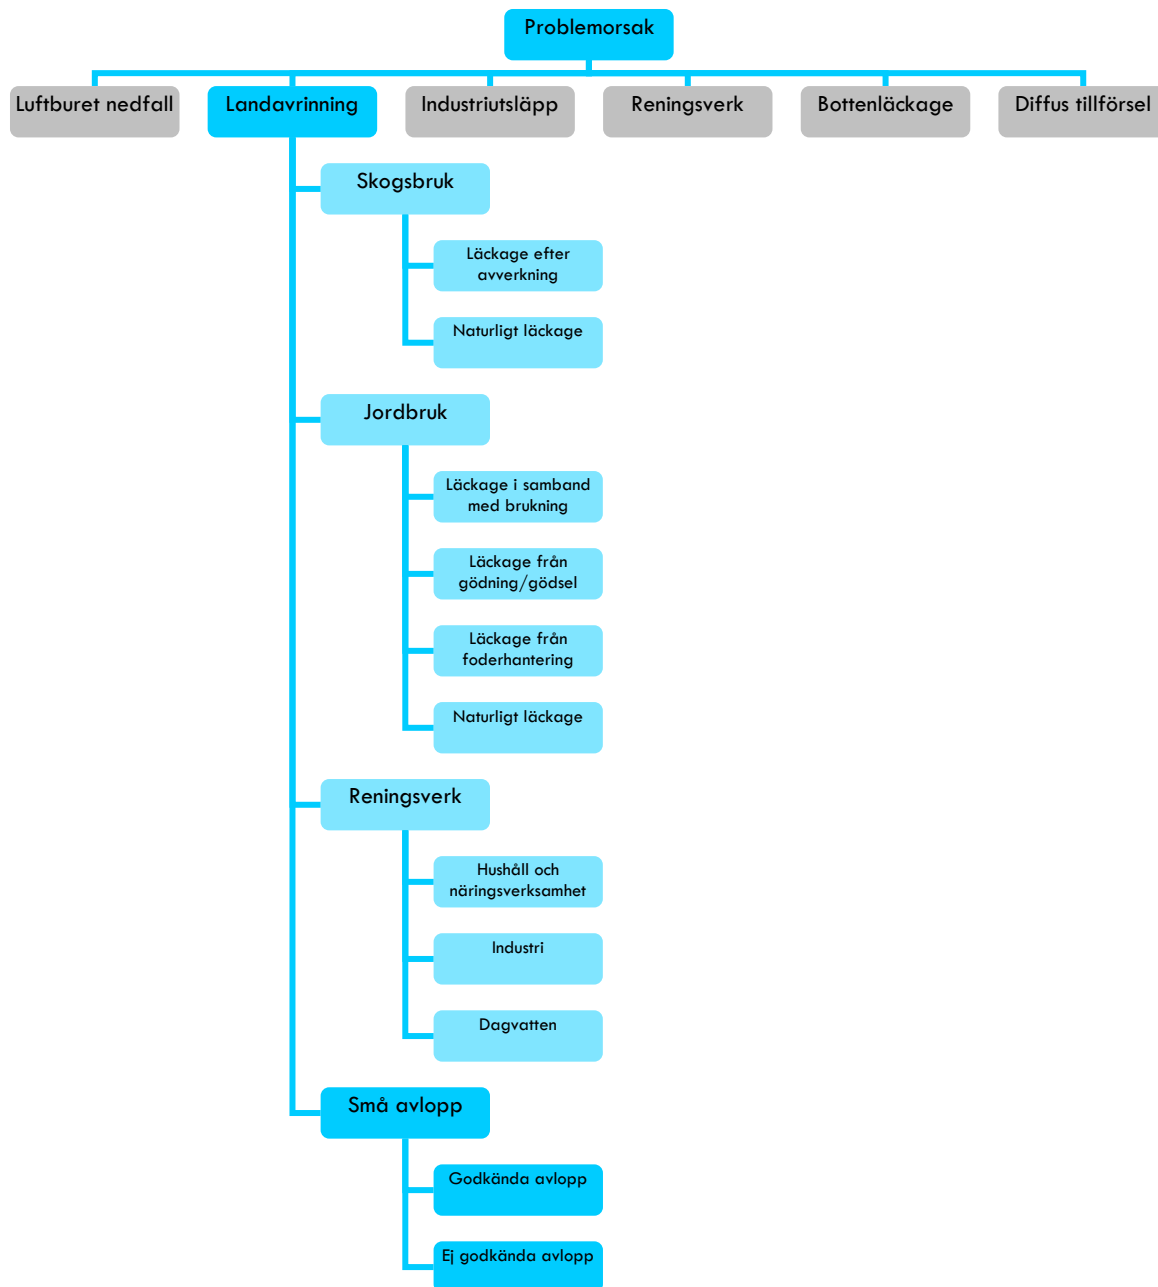 Problemorsak
Luftburet nedfall
Landavrinning
Industriutsläpp
Reningsverk
Bottenläckage
Diffus tillförsel
Skogsbruk
Läckage efter
avverkning
Naturligt läckage
Jordbruk
Läckage i samband
med brukning
Läckage från
gödning/gödsel
Läckage från
foderhantering
Naturligt läckage
Reningsverk
Hushåll och
näringsverksamhet
Industri
Dagvatten
Små avlopp
Godkända avlopp
Ej godkända avlopp